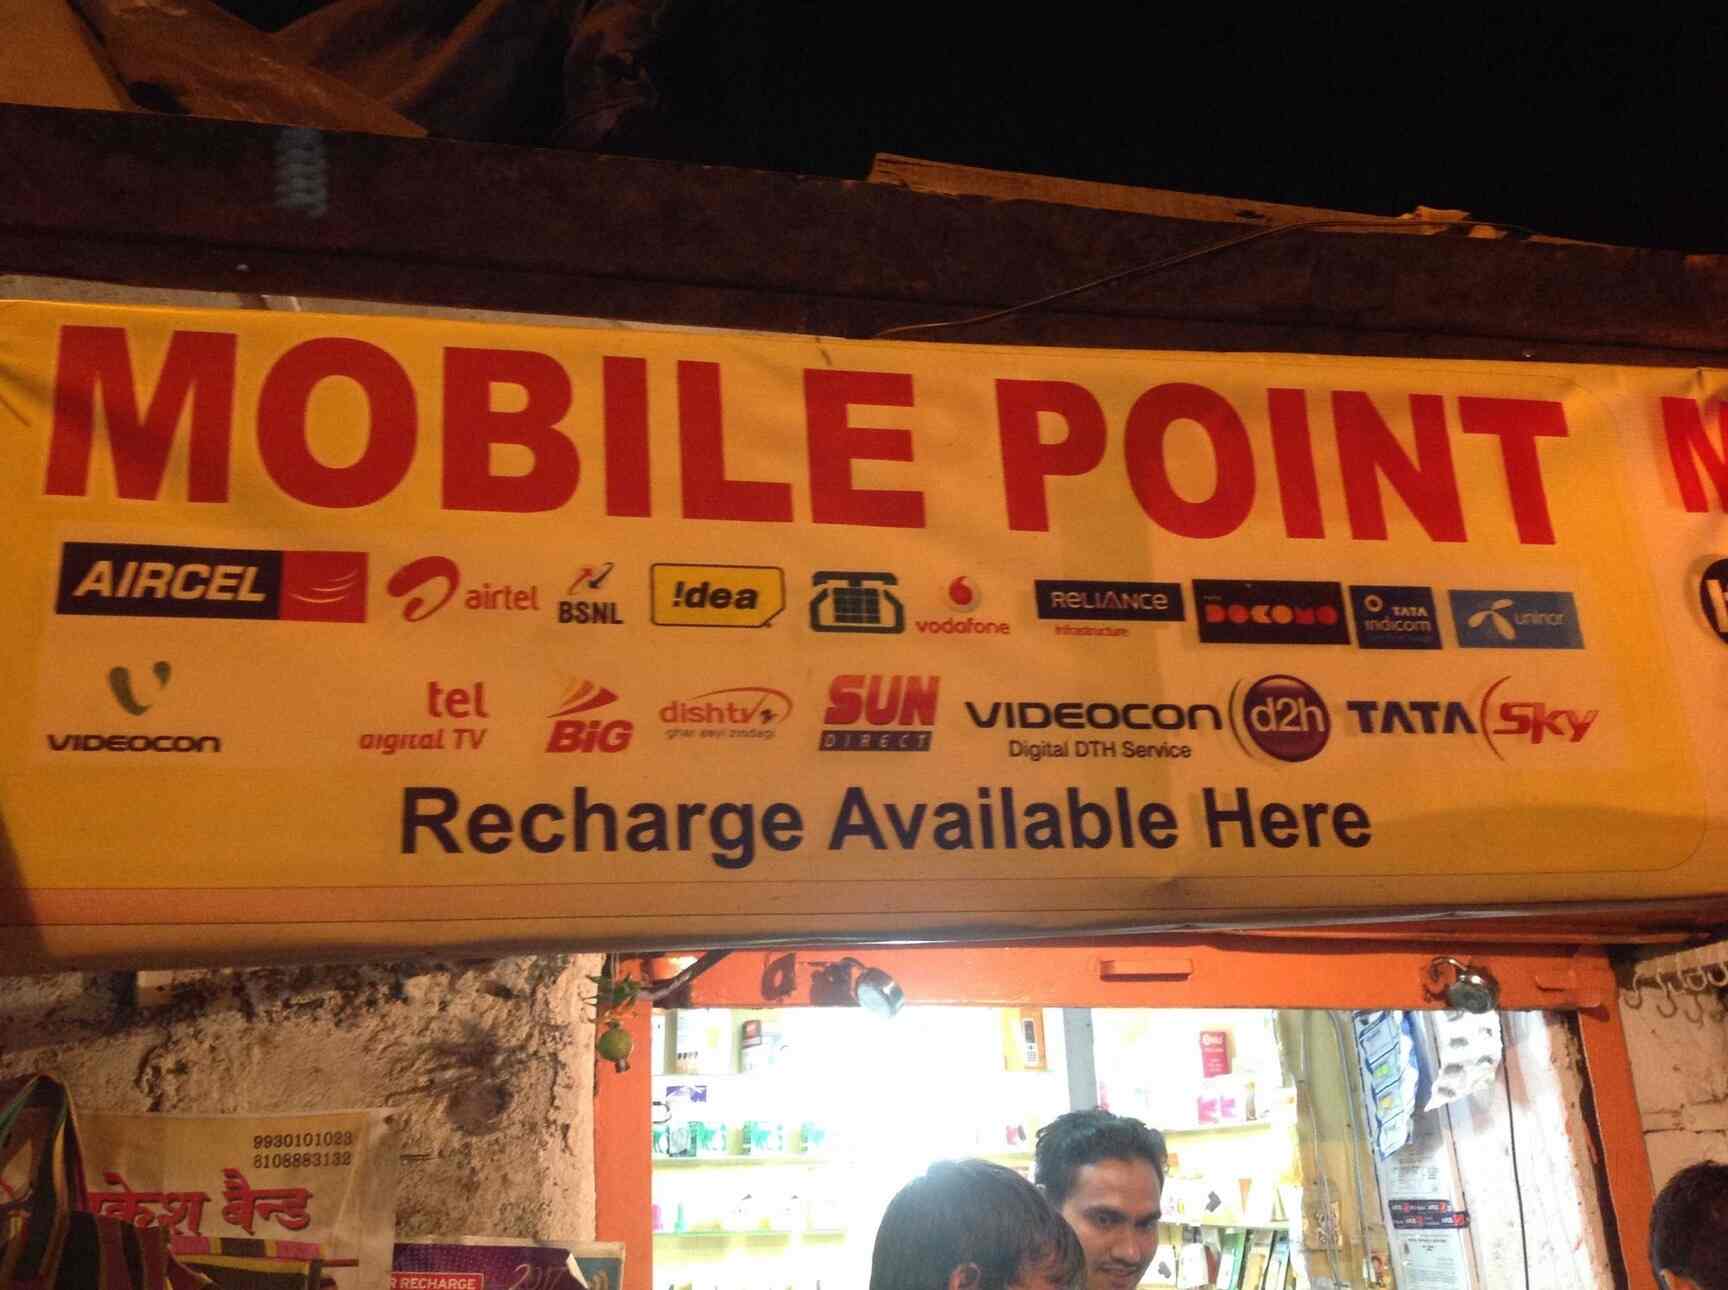 MOBILE POINT
AIRCEL airtel BSNL !dea vodafone RELIANCE Infrastructure DOCOMO TATA indicom uninor
VIDEOCON tel digital TV BIG dishtv SUN DIRECT VIDEOCON d2h Digital DTH Service TATA Sky
Recharge Available Here
9930101023
8108883132
केश बैन्ड
R RECHARGE 2017